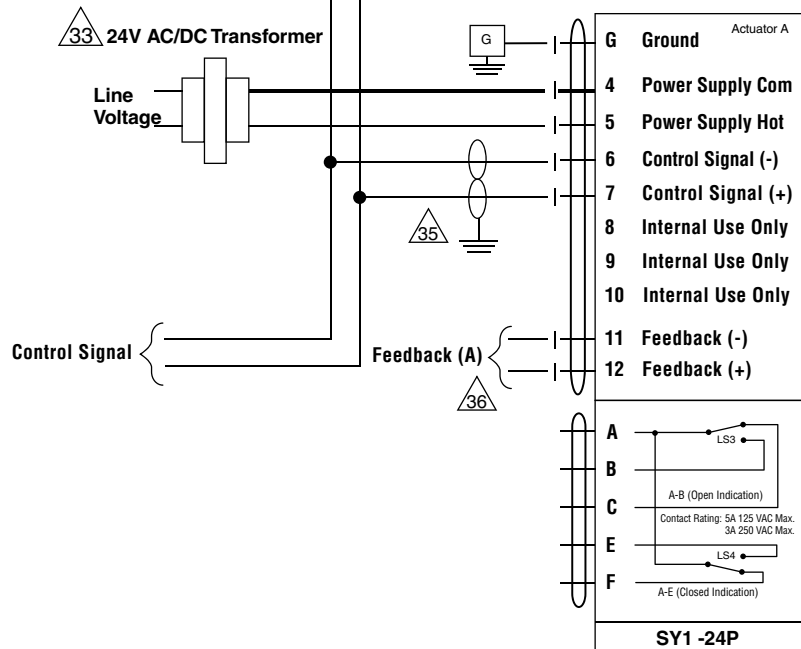 33 24V AC/DC Transformer
Line
Voltage
G
Actuator A
G Ground
4 Power Supply Com
5 Power Supply Hot
6 Control Signal (-)
7 Control Signal (+)
8 Internal Use Only
9 Internal Use Only
10 Internal Use Only
11 Feedback (-)
12 Feedback (+)
35
Control Signal
Feedback (A)
36
A
LS3
B
A-B (Open Indication)
C
Contact Rating: 5A 125 VAC Max.
3A 250 VAC Max.
E
LS4
F
A-E (Closed Indication)
SY1 -24P